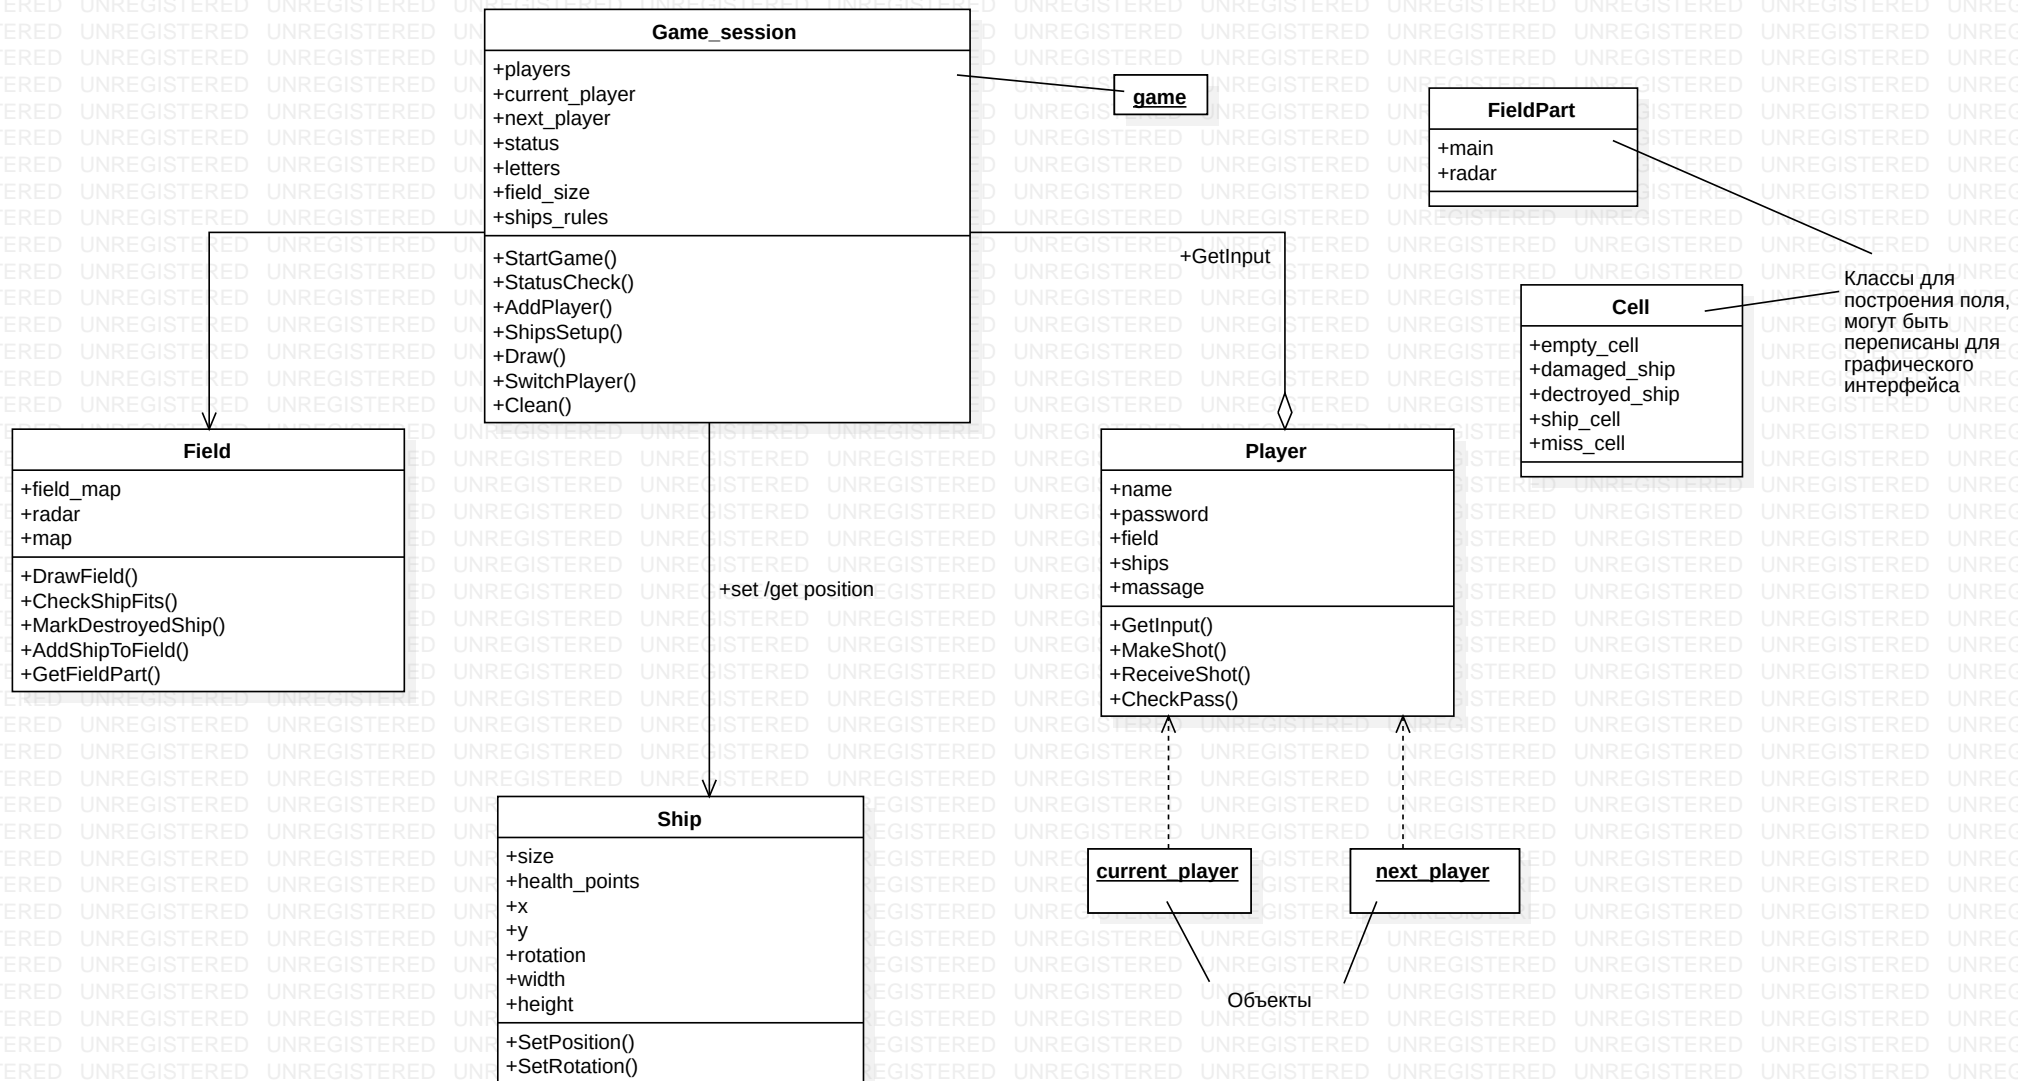 Game_session
+players
+current_player
+next_player
+status
+letters
+field_size
+ships_rules
+StartGame()
+StatusCheck()
+AddPlayer()
+ShipsSetup()
+Draw()
+SwitchPlayer()
+Clean()
game
FieldPart
+main
+radar
+GetInput
Cell
+empty_cell
+damaged_ship
+dectroyed_ship
+ship_cell
+miss_cell
Классы для
построения поля,
могут быть
переписаны для
графического
интерфейса
Field
+field_map
+radar
+map
+DrawField()
+CheckShipFits()
+MarkDestroyedShip()
+AddShipToField()
+GetFieldPart()
+set /get position
Player
+name
+password
+field
+ships
+massage
+GetInput()
+MakeShot()
+ReceiveShot()
+CheckPass()
Ship
+size
+health_points
+x
+y
+rotation
+width
+height
+SetPosition()
+SetRotation()
current_player
next_player
Объекты
UNREGISTERED